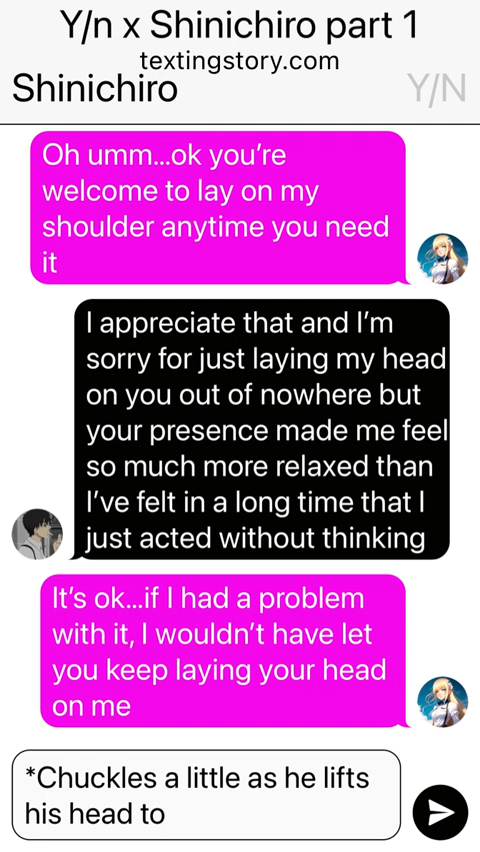 Y/n x Shinichiro part 1
textingstory.com
Shinichiro
Y/N
Oh umm...ok you’re
welcome to lay on my
shoulder anytime you need
it
I appreciate that and I’m
sorry for just laying my head
on you out of nowhere but
your presence made me feel
so much more relaxed than
I’ve felt in a long time that I
just acted without thinking
It’s ok...if I had a problem
with it, I wouldn’t have let
you keep laying your head
on me
*Chuckles a little as he lifts
his head to